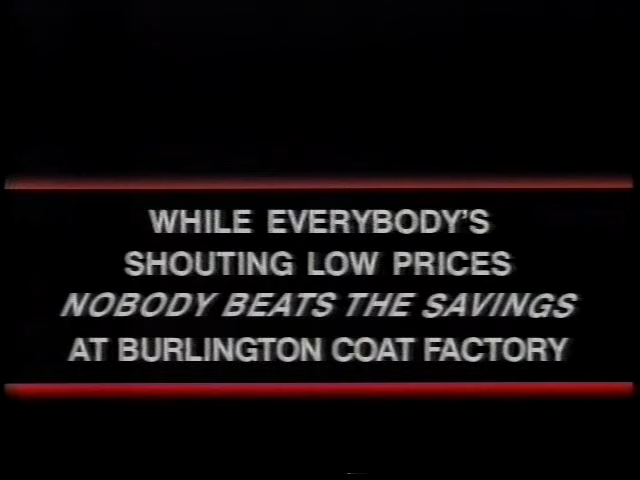 WHILE EVERYBODY'S
SHOUTING LOW PRICES
NOBODY BEATS THE SAVINGS
AT BURLINGTON COAT FACTORY